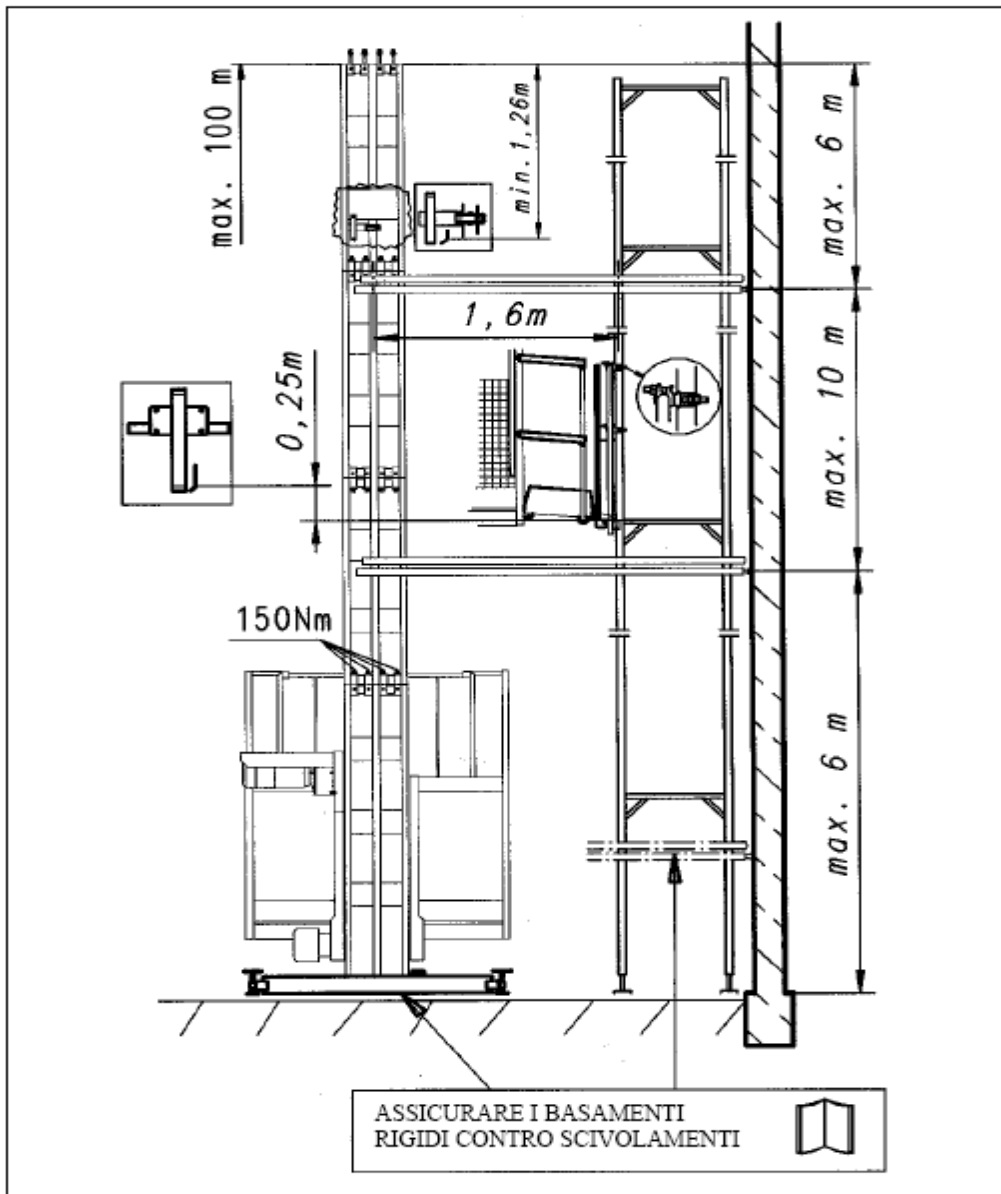 max. 100 m
min. 1,26m
max. 6 m
1,6m
max. 10 m
0,25m
150Nm
max. 6 m
ASSICURARE I BASAMENTI
RIGIDI CONTRO SCIVOLAMENTI